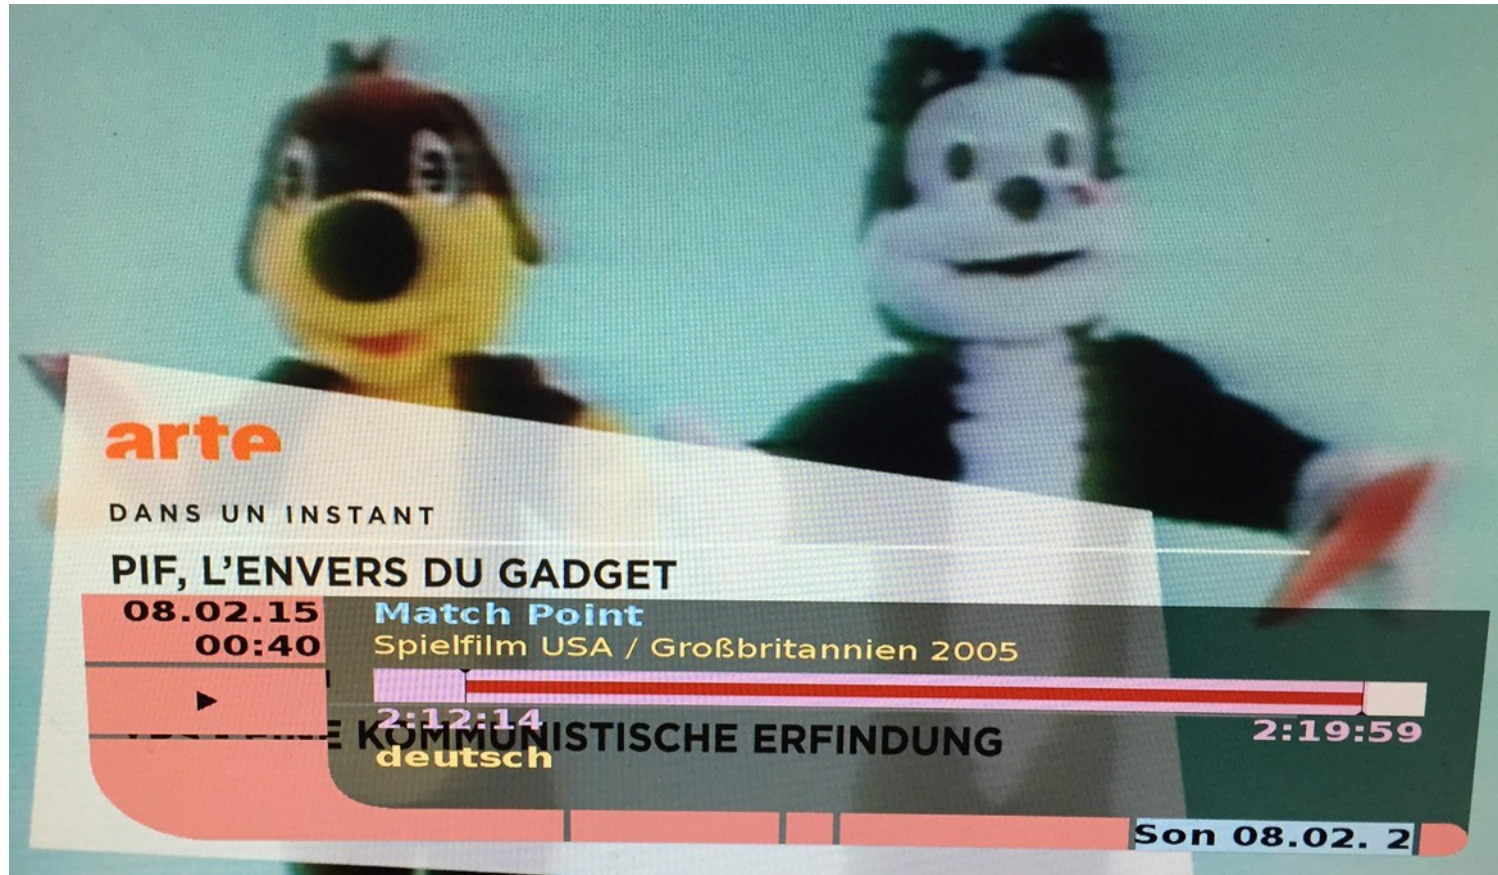 arte
DANS UN INSTANT
PIF, L'ENVERS DU GADGET
08.02.15
00:40
Match Point
Spielfilm USA / Großbritannien 2005
2:12:14
2:19:59
KOMMUNISTISCHE ERFINDUNG
deutsch
Son 08.02. 2